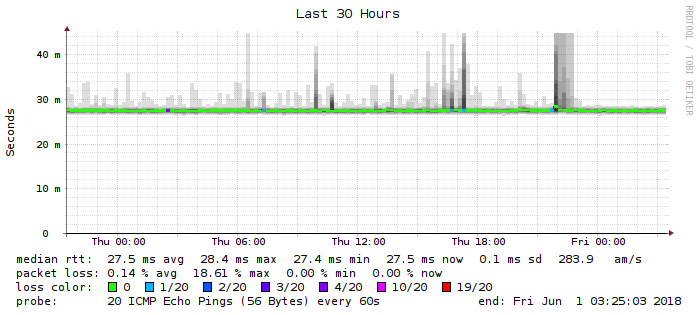 Last 30 Hours
RRDTOOL / TOBI OETIKER
Seconds
40 m
30 m
20 m
10 m
0
Thu 00:00 Thu 06:00 Thu 12:00 Thu 18:00 Fri 00:00
median rtt: 27.5 ms avg 28.4 ms max 27.4 ms min 27.5 ms now 0.1 ms sd 283.9 am/s
packet loss: 0.14 % avg 18.61 % max 0.00 % min 0.00 % now
loss color: 0 1/20 2/20 3/20 4/20 10/20 19/20
probe: 20 ICMP Echo Pings (56 Bytes) every 60s end: Fri Jun 1 03:25:03 2018